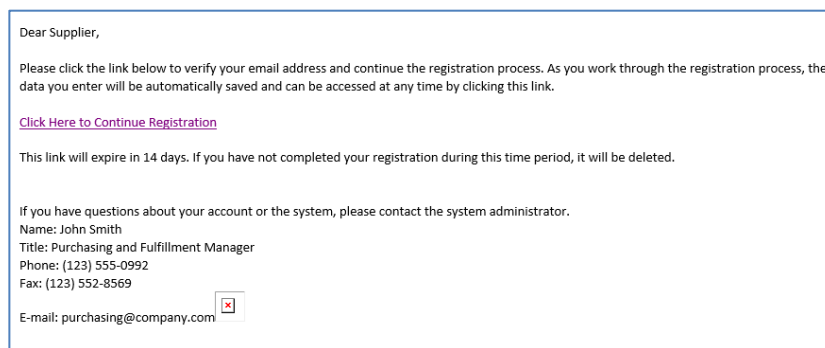 Dear Supplier,
Please click the link below to verify your email address and continue the registration process. As you work through the registration process, the
data you enter will be automatically saved and can be accessed at any time by clicking this link.
Click Here to Continue Registration
This link will expire in 14 days. If you have not completed your registration during this time period, it will be deleted.
If you have questions about your account or the system, please contact the system administrator.
Name: John Smith
Title: Purchasing and Fulfillment Manager
Phone: (123) 555-0992
Fax: (123) 552-8569
E-mail: purchasing@company.com